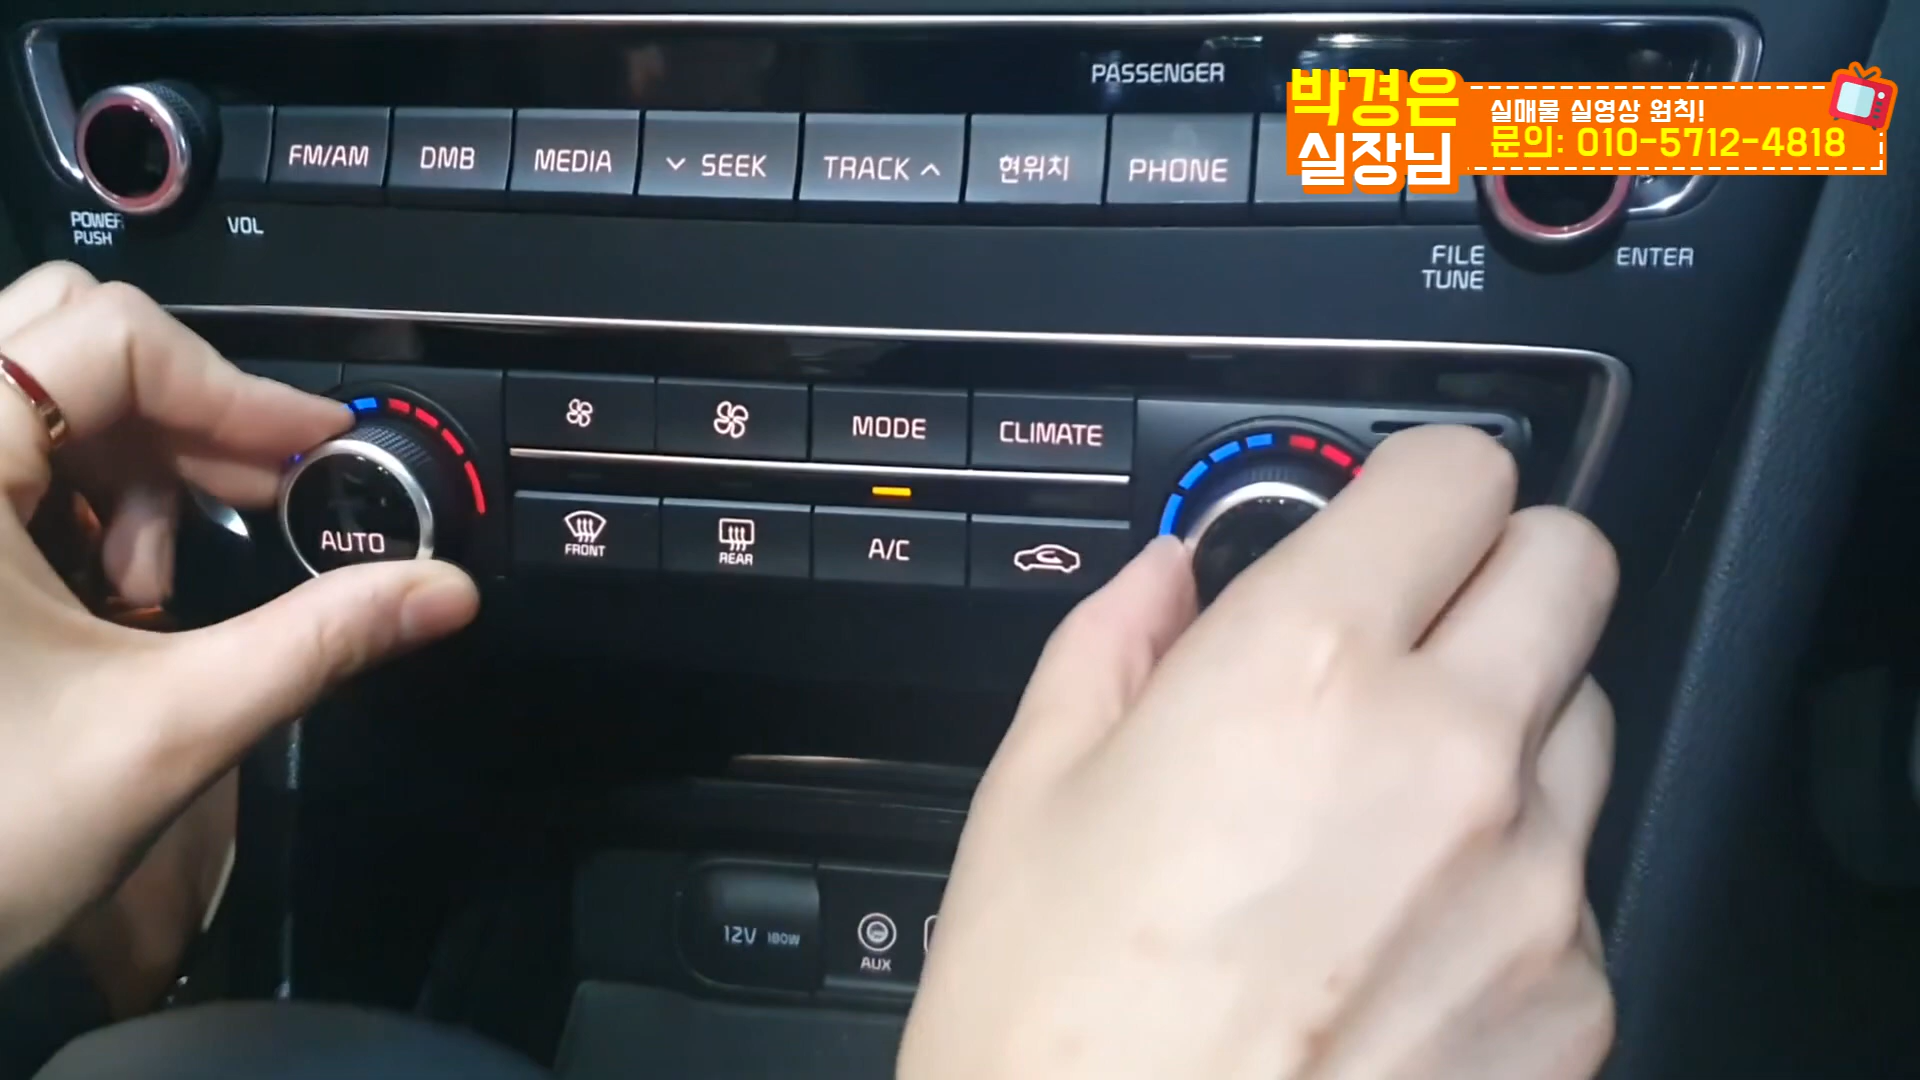 PASSENGER
박경은
실장님
실매물 실영상 원칙!
문의: 010-5712-4818
FM/AM
DMB
MEDIA
SEEK
TRACK
현위치
PHONE
POWER
PUSH
VOL
FILE
TUNE
ENTER
MODE
CLIMATE
AUTO
FRONT
REAR
A/C
12V 180W
AUX